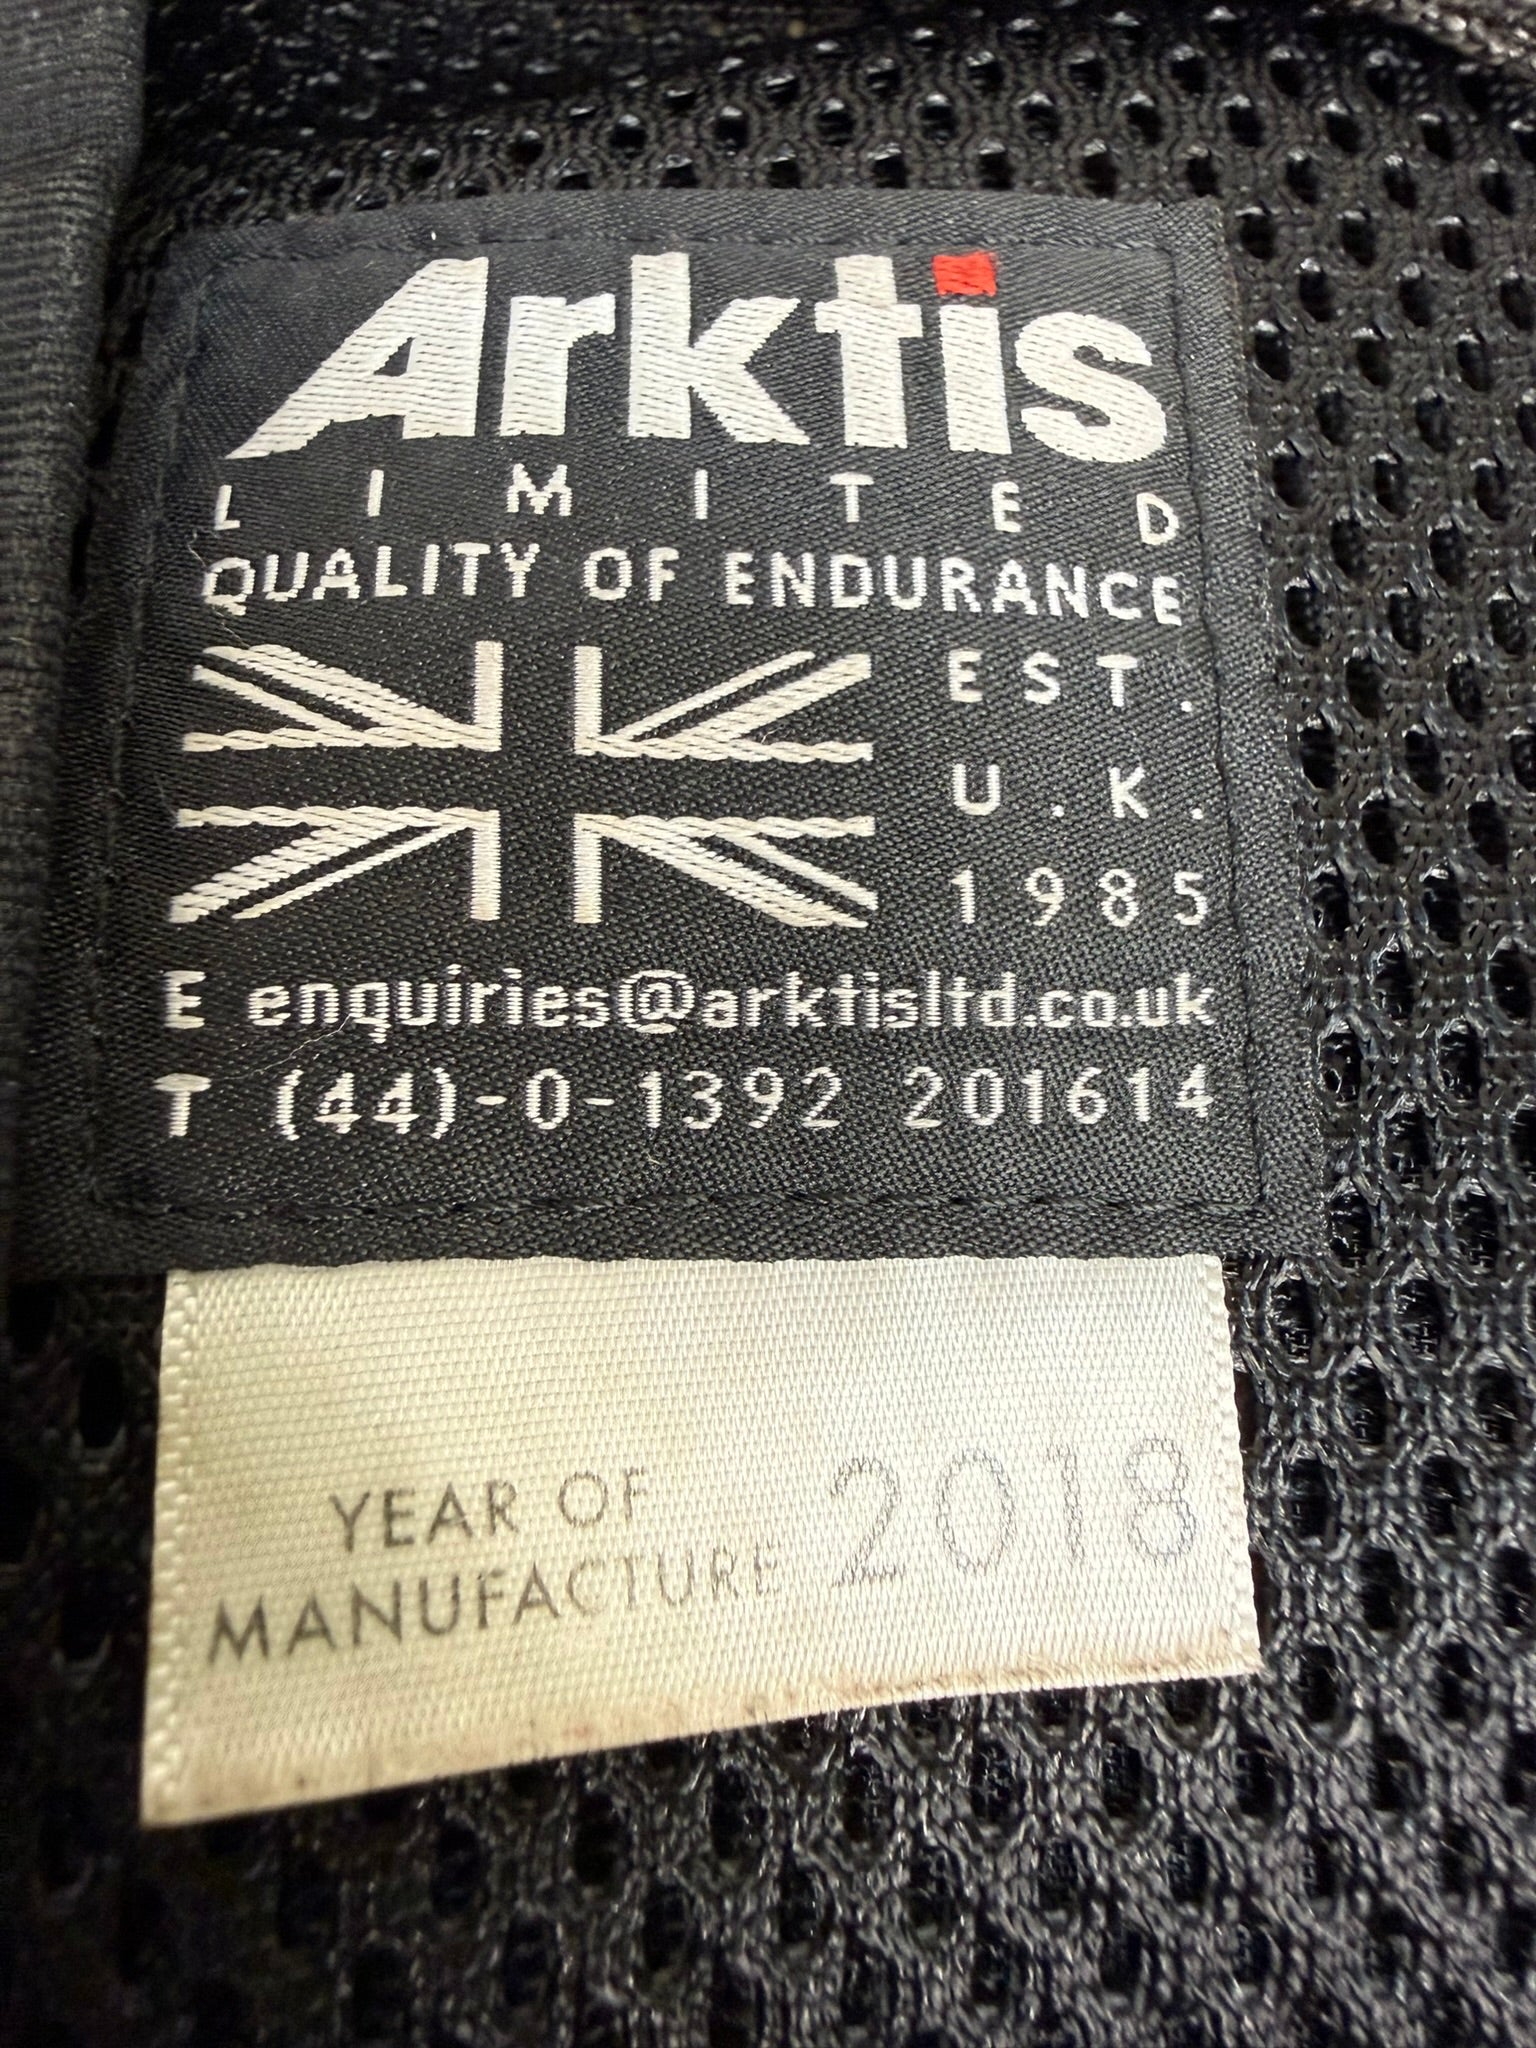 Arktis
LIMITED
QUALITY OF ENDURANCE
EST.
U.K.
1985
E enquiries@arktisltd.co.uk
T (44)-0-1392 201614
YEAR OF
MANUFACTURE 2018